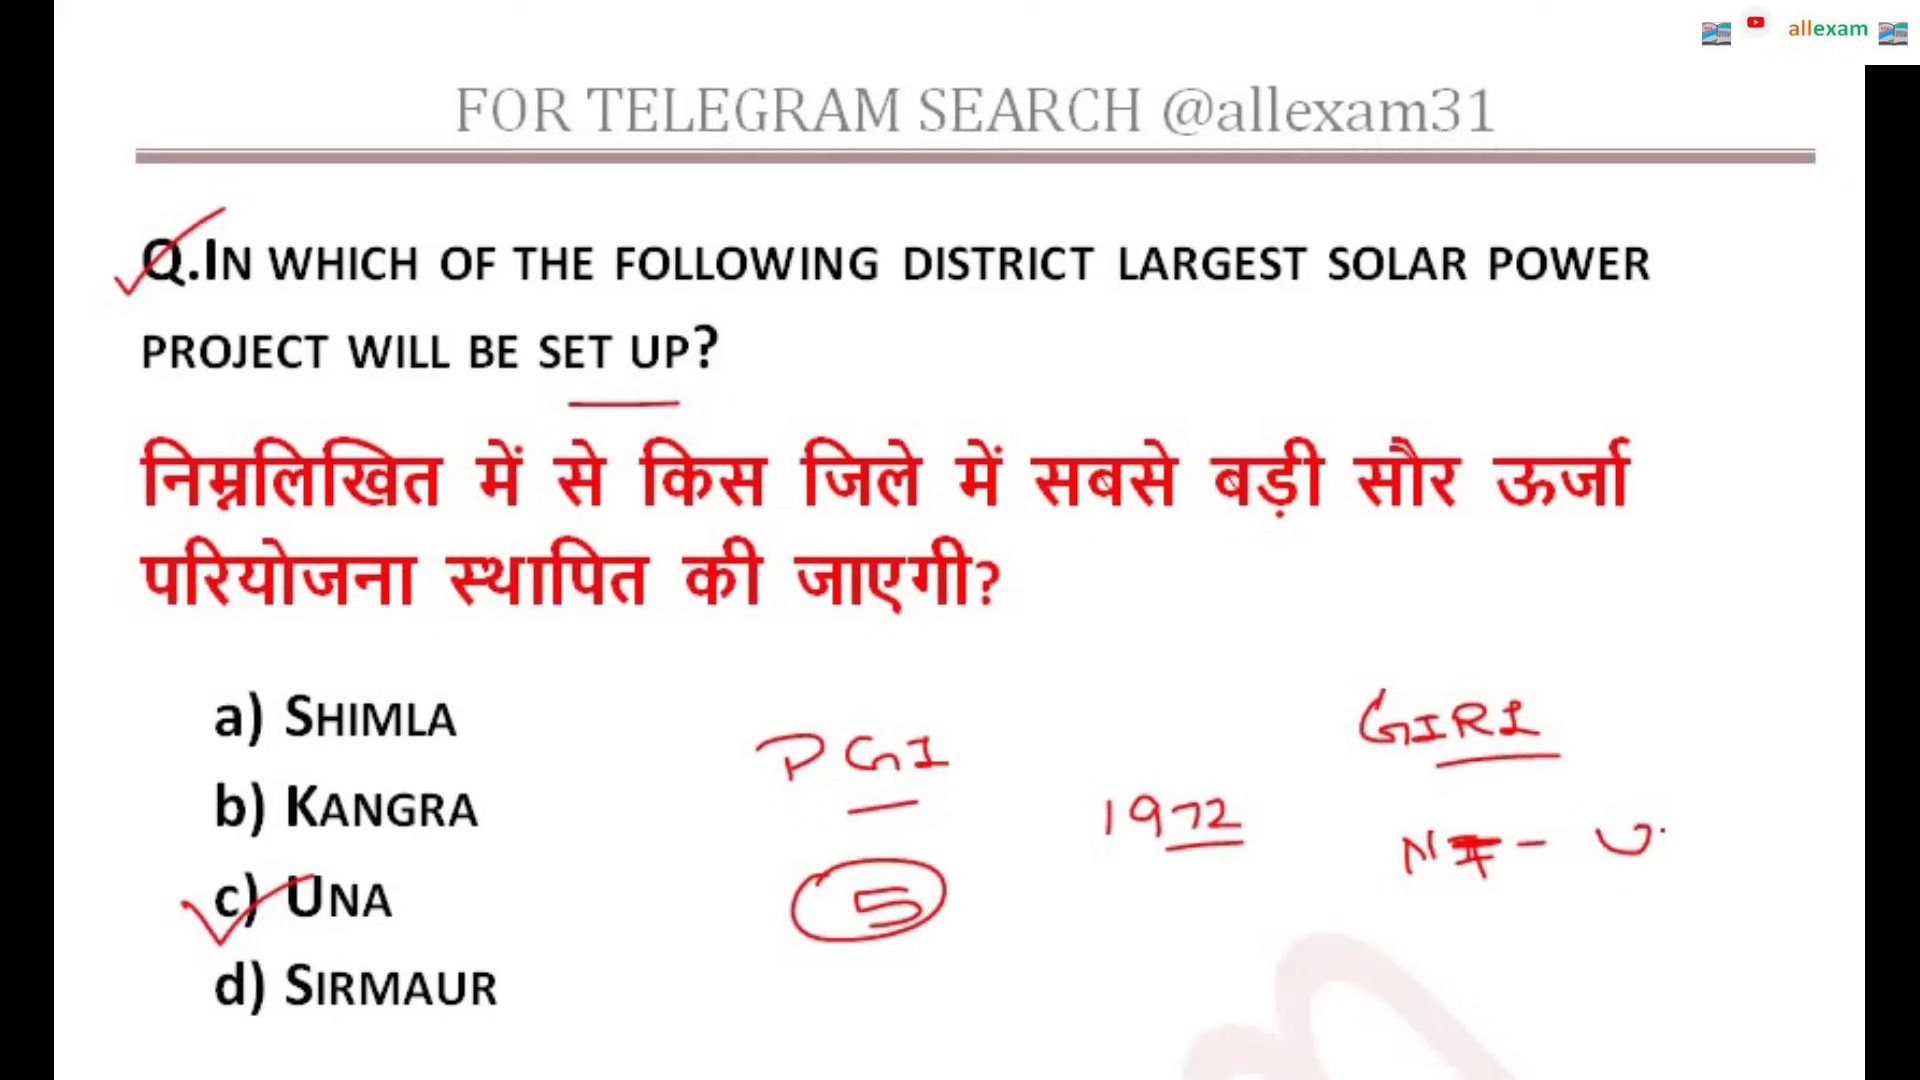 allexam
FOR TELEGRAM SEARCH @allexam31
Q.IN WHICH OF THE FOLLOWING DISTRICT LARGEST SOLAR POWER
PROJECT WILL BE SET UP?
निम्नलिखित में से किस जिले में सबसे बड़ी सौर ऊर्जा
परियोजना स्थापित की जाएगी?
a) SHIMLA
b) KANGRA
c) UNA
d) SIRMAUR
PGI
5
1972
GIRI